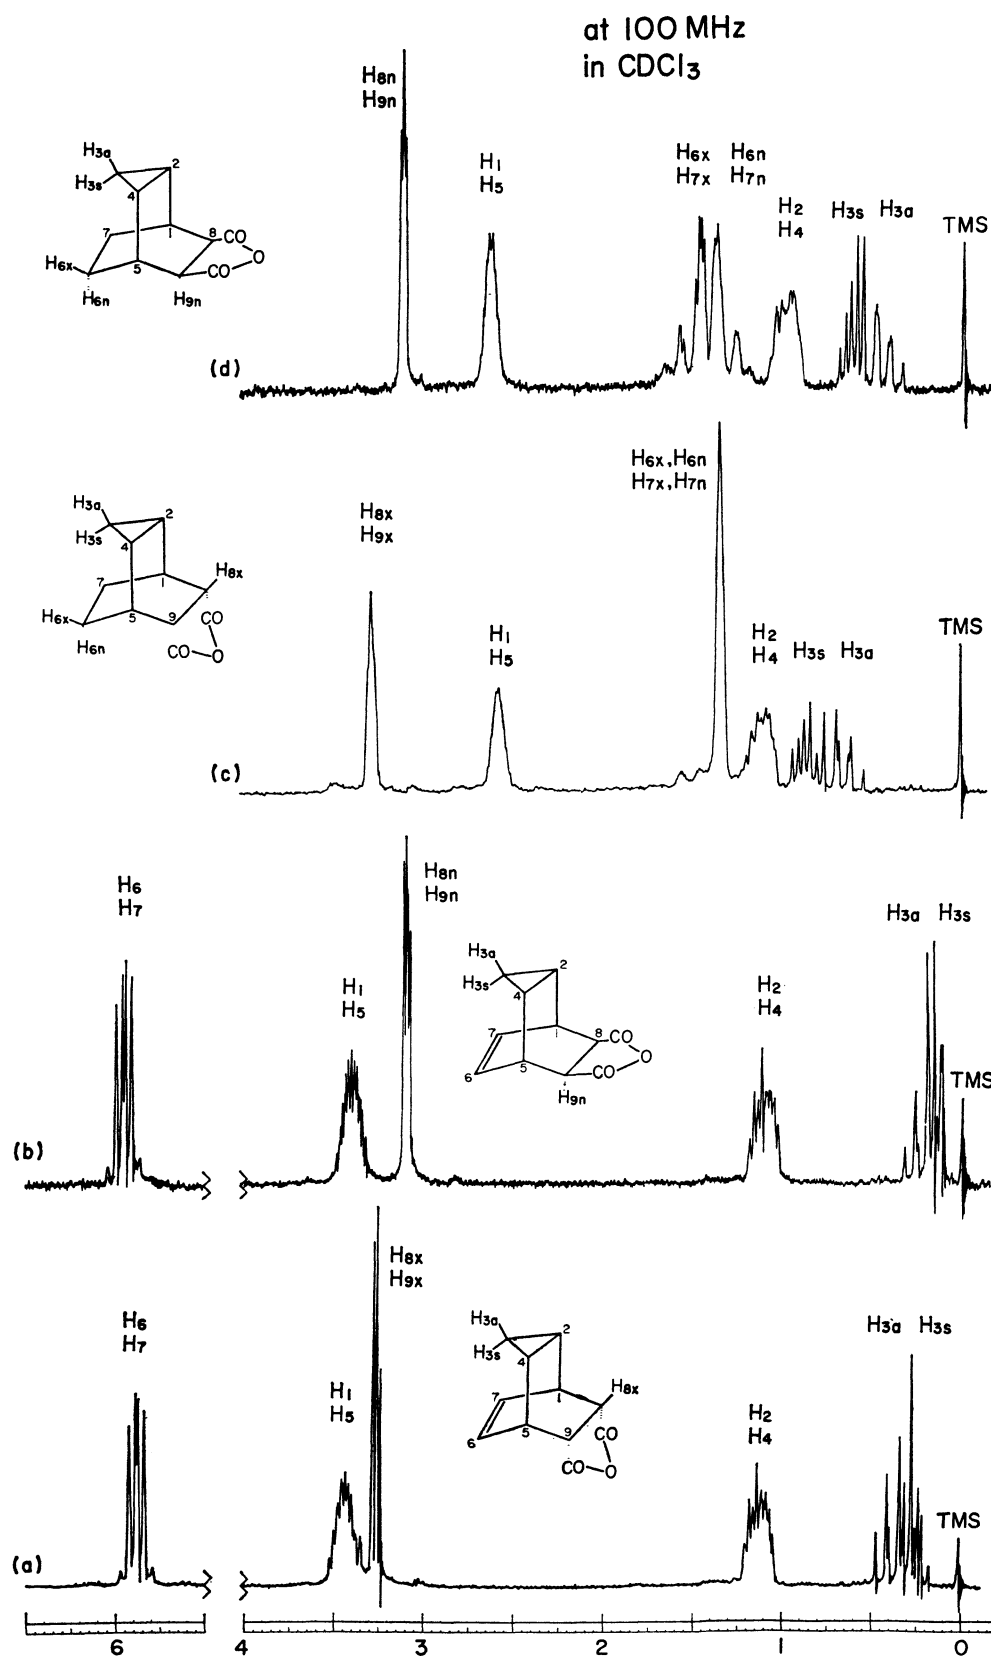 at 100 MHz
in CDCl3
H8n
H9n
H1
H5
H6x
H7x
H6n
H7n
H2
H4
H3s
H3a
TMS
H3a
H3s
2
4
7
1
8
CO
O
CO
5
H6x
H6n
H9n
(d)
H6x,H6n
H7x,H7n
H8x
H9x
H1
H5
H2
H4
H3s
H3a
TMS
H3a
H3s
2
4
7
1
H8x
H6x
5
9
CO
H6n
CO
O
(c)
H6
H7
H8n
H9n
H1
H5
H2
H4
H3a
H3s
TMS
H3a
H3s
2
4
7
1
8
CO
O
6
5
CO
H9n
(b)
H6
H7
H8x
H9x
H1
H5
H2
H4
H3a
H3s
TMS
H3a
H3s
2
4
7
H8x
6
5
9
CO
CO
O
(a)
6
4
3
2
1
0